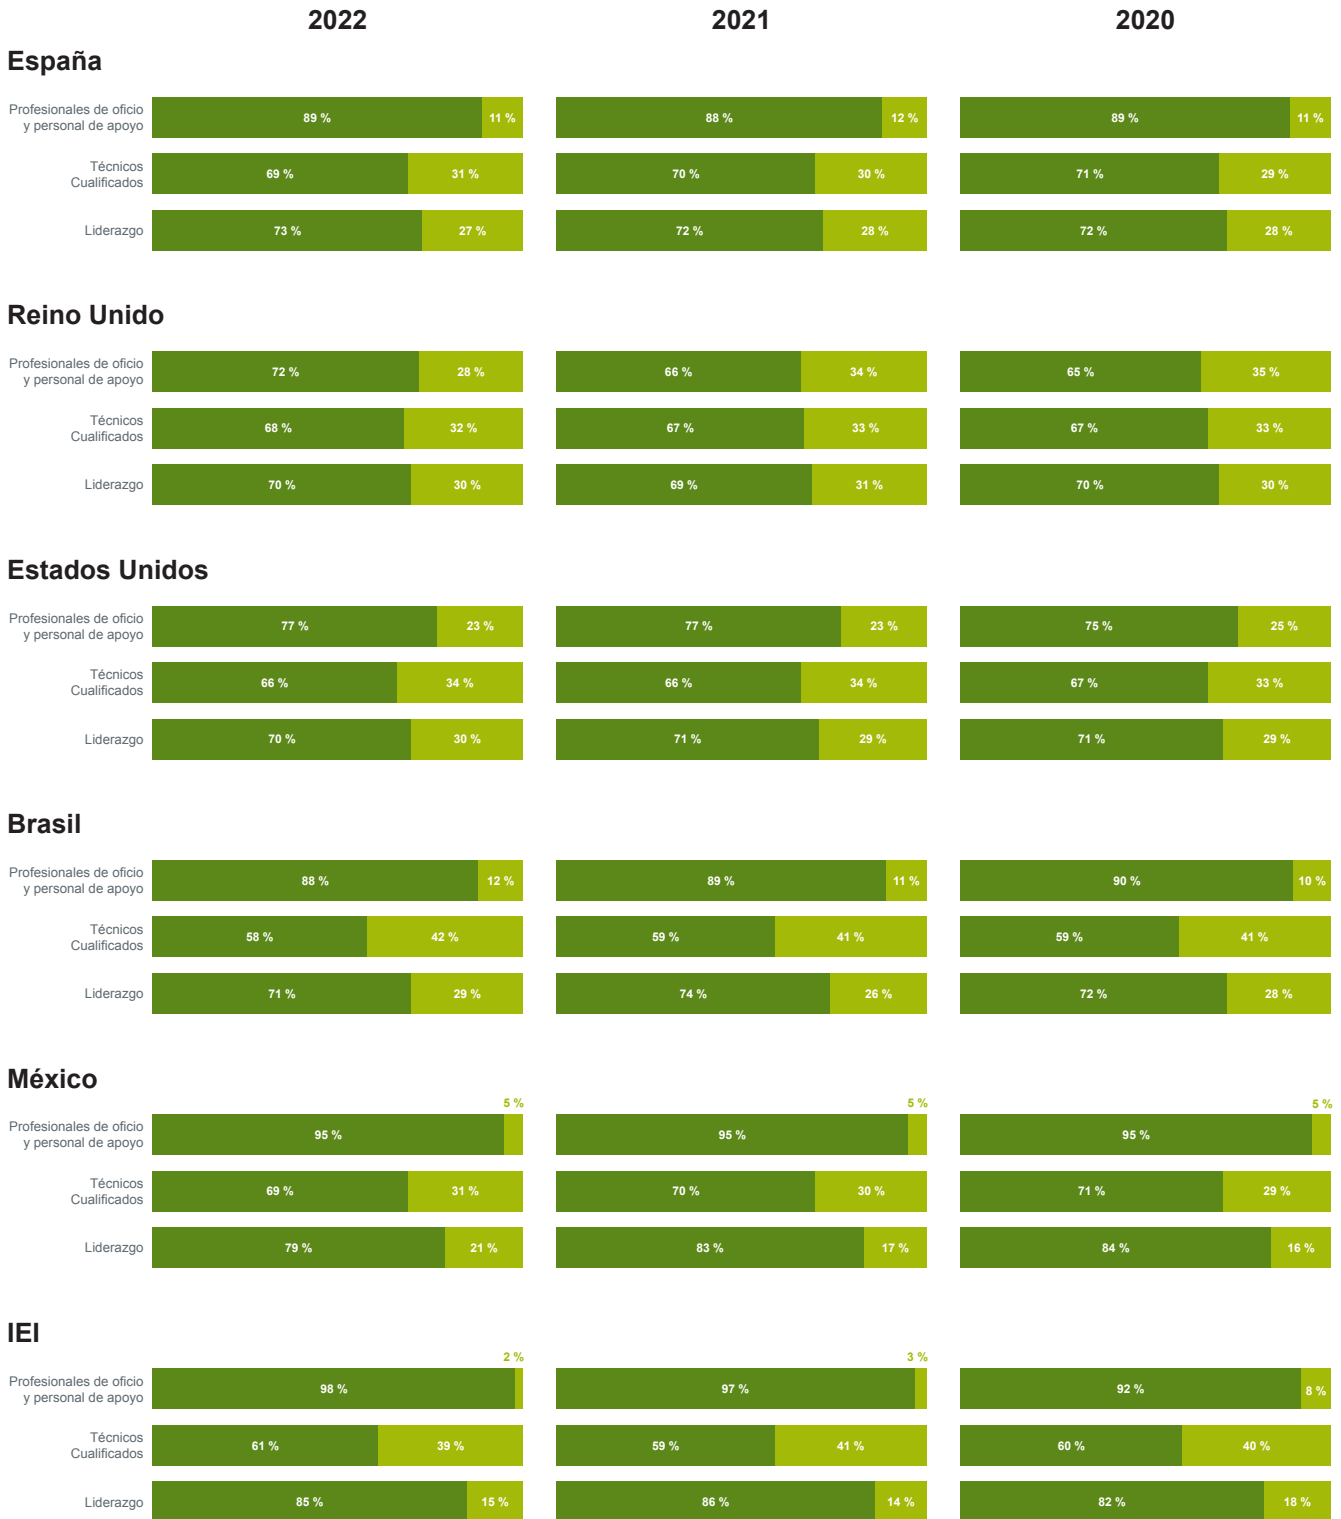 2022 2021 2020
España
Profesionales de oficio
y personal de apoyo
89 % 11 % 88 % 12 % 89 % 11 %
Técnicos
Cualificados
69 % 31 % 70 % 30 % 71 % 29 %
Liderazgo
73 % 27 % 72 % 28 % 72 % 28 %
Reino Unido
Profesionales de oficio
y personal de apoyo
72 % 28 % 66 % 34 % 65 % 35 %
Técnicos
Cualificados
68 % 32 % 67 % 33 % 67 % 33 %
Liderazgo
70 % 30 % 69 % 31 % 70 % 30 %
Estados Unidos
Profesionales de oficio
y personal de apoyo
77 % 23 % 77 % 23 % 75 % 25 %
Técnicos
Cualificados
66 % 34 % 66 % 34 % 67 % 33 %
Liderazgo
70 % 30 % 71 % 29 % 71 % 29 %
Brasil
Profesionales de oficio
y personal de apoyo
88 % 12 % 89 % 11 % 90 % 10 %
Técnicos
Cualificados
58 % 42 % 59 % 41 % 59 % 41 %
Liderazgo
71 % 29 % 74 % 26 % 72 % 28 %
México
5 % 5 % 5 %
Profesionales de oficio
y personal de apoyo
95 % 95 % 95 %
Técnicos
Cualificados
69 % 31 % 70 % 30 % 71 % 29 %
Liderazgo
79 % 21 % 83 % 17 % 84 % 16 %
IEI
2 % 3 %
Profesionales de oficio
y personal de apoyo
98 % 97 % 92 % 8 %
Técnicos
Cualificados
61 % 39 % 59 % 41 % 60 % 40 %
Liderazgo
85 % 15 % 86 % 14 % 82 % 18 %